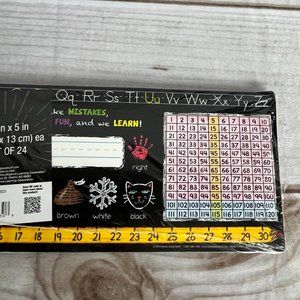 Qq Rr Ss Tt Uu Vv Ww Xx Yy Zz
ke MISTAKES,
FUN, and we LEARN!
in x 5 in
x 13 cm) ea
T OF 24
right
brown white black
1 2 3 4 5 6 7 8 9 10
11 12 13 14 15 16 17 18 19 20
21 22 23 24 25 26 27 28 29 30
31 32 33 34 35 36 37 38 39 40
41 42 43 44 45 46 47 48 49 50
51 52 53 54 55 56 57 58 59 60
61 62 63 64 65 66 67 68 69 70
71 72 73 74 75 76 77 78 79 80
81 82 83 84 85 86 87 88 89 90
91 92 93 94 95 96 97 98 99 100
101 102 103 104 105 106 107 108 109 110
111 112 113 114 115 116 117 118 119 120
16 17 18 19 20 21 22 23 24 25 26 27 28 29 30